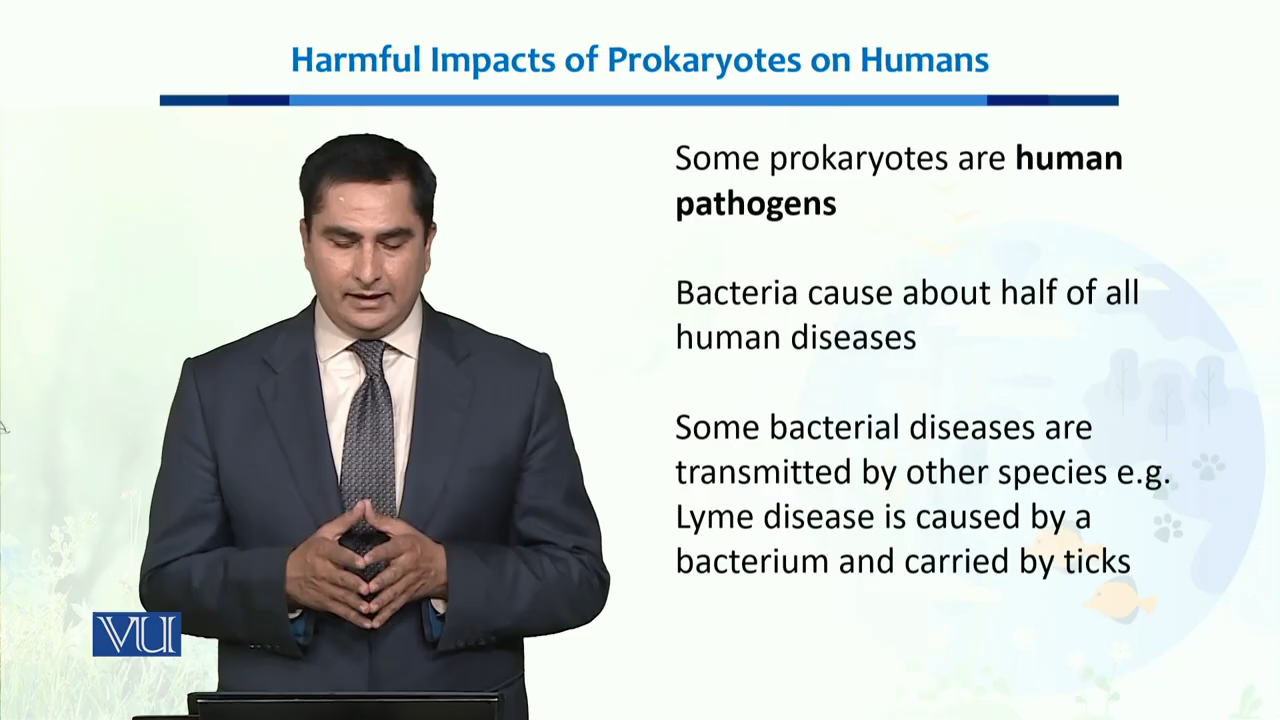 Harmful Impacts of Prokaryotes on Humans
Some prokaryotes are human
pathogens
Bacteria cause about half of all
human diseases
Some bacterial diseases are
transmitted by other species e.g.
Lyme disease is caused by a
bacterium and carried by ticks
VU